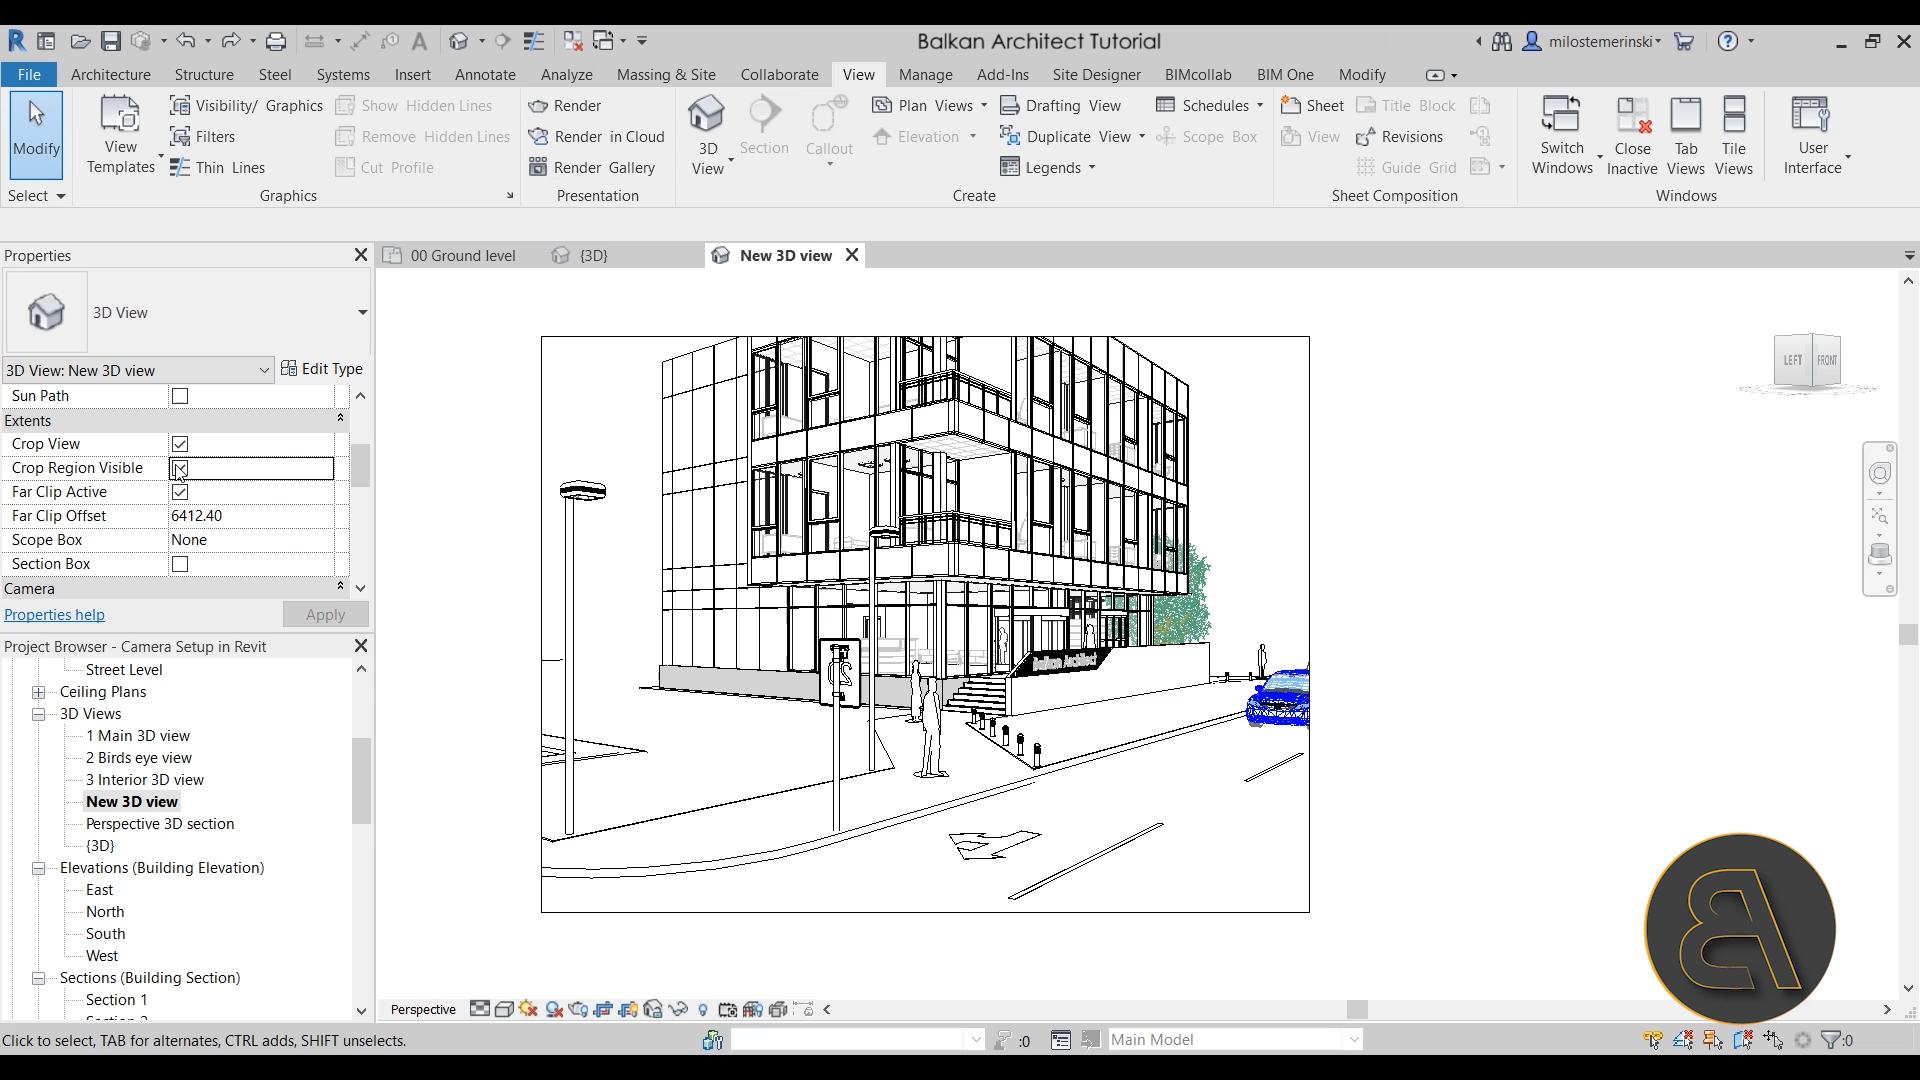 Balkan Architect Tutorial
milostemerinski
File Architecture Structure Steel Systems Insert Annotate Analyze Massing & Site Collaborate View Manage Add-Ins Site Designer BIMcollab BIM One Modify
Modify
View Templates
Visibility/ Graphics
Filters
Thin Lines
Show Hidden Lines
Remove Hidden Lines
Cut Profile
Render
Render in Cloud
Render Gallery
3D View
Section
Callout
Plan Views
Elevation
Drafting View
Duplicate View
Legends
Schedules
Scope Box
Sheet
View
Title Block
Revisions
Guide Grid
Switch Windows
Close Inactive
Tab Views
Tile Views
User Interface
Select Graphics Presentation Create Sheet Composition Windows
Properties
00 Ground level {3D} New 3D view
3D View
3D View: New 3D view Edit Type
Sun Path
Extents
Crop View
Crop Region Visible
Far Clip Active
Far Clip Offset 6412.40
Scope Box None
Section Box
Camera
Properties help Apply
LEFT FRONT
Balkan Architect
Project Browser - Camera Setup in Revit
Street Level
Ceiling Plans
3D Views
1 Main 3D view
2 Birds eye view
3 Interior 3D view
New 3D view
Perspective 3D section
{3D}
Elevations (Building Elevation)
East
North
South
West
Sections (Building Section)
Section 1
Perspective
Click to select, TAB for alternates, CTRL adds, SHIFT unselects.
:0
Main Model
:0